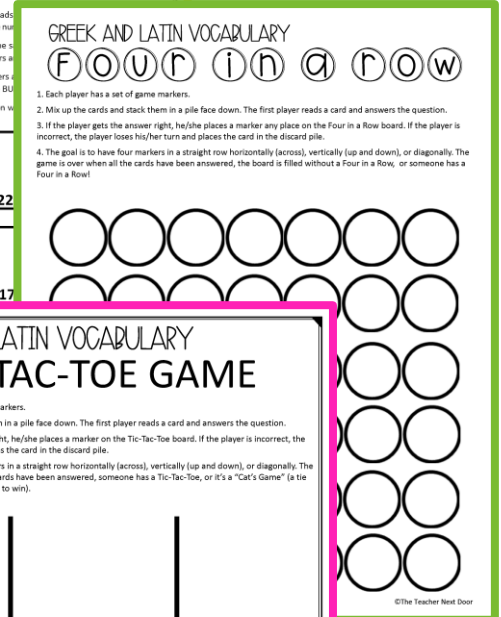 ads
GREEK AND LATIN VOCABULARY
Four in a row
1. Each player has a set of game markers.
2. Mix up the cards and stack them in a pile face down. The first player reads a card and answers the question.
3. If the player gets the answer right, he/she places a marker any place on the Four in a Row board. If the player is
incorrect, the player loses his/her turn and places the card in the discard pile.
4. The goal is to have four markers in a straight row horizontally (across), vertically (up and down), or diagonally. The
game is over when all the cards have been answered, the board is filled without a Four in a Row, or someone has a
Four in a Row!
BU
22
17
LATIN VOCABULARY
TAC-TOE GAME
arkers.
in a pile face down. The first player reads a card and answers the question.
ht, he/she places a marker on the Tic-Tac-Toe board. If the player is incorrect, the
s the card in the discard pile.
s in a straight row horizontally (across), vertically (up and down), or diagonally. The
ards have been answered, someone has a Tic-Tac-Toe, or it's a "Cat's Game" (a tie
to win).
©The Teacher Next Door